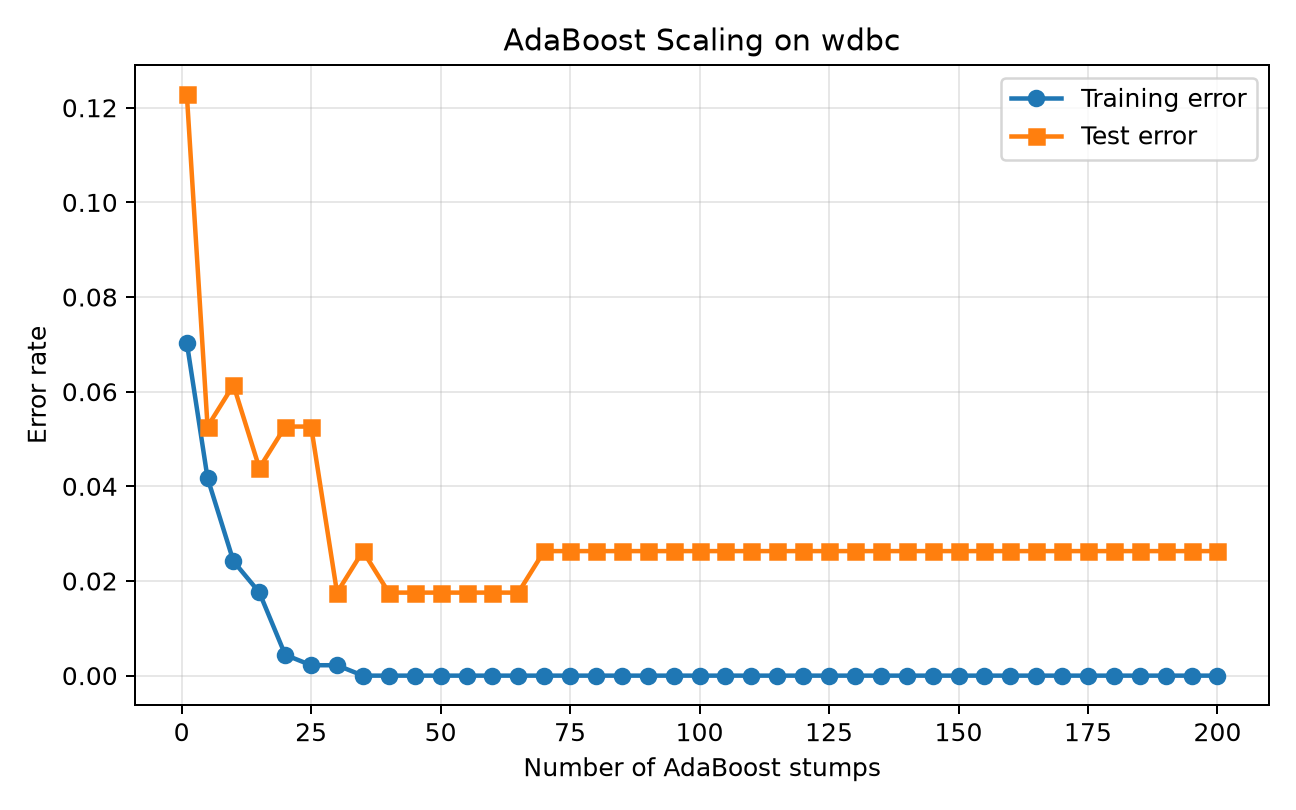 AdaBoost Scaling on wdbc
Training error
Test error
Error rate
0.12
0.10
0.08
0.06
0.04
0.02
0.00
0 25 50 75 100 125 150 175 200
Number of AdaBoost stumps